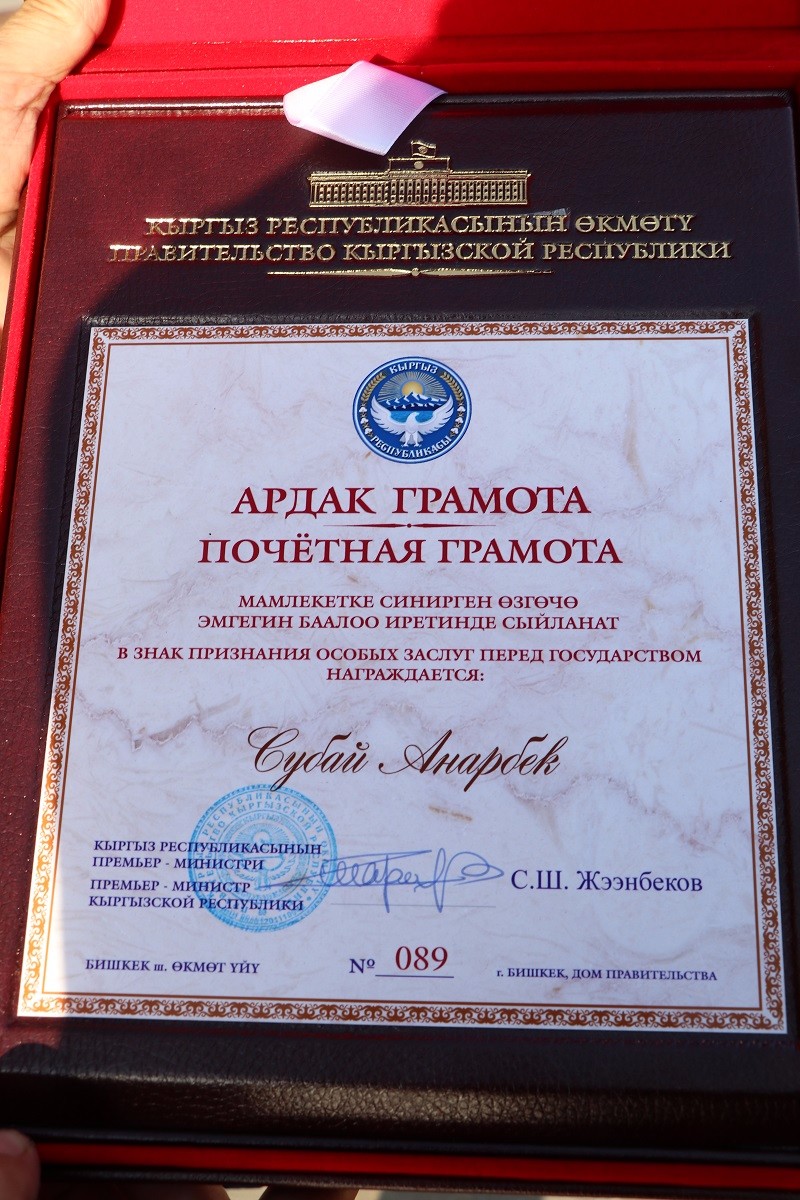 КЫРГЫЗ РЕСПУБЛИКАСЫНЫН ӨКМӨТҮ
ПРАВИТЕЛЬСТВО КЫРГЫЗСКОЙ РЕСПУБЛИКИ
КЫРГЫЗ
РЕСПУБЛИКАСЫ
АРДАК ГРАМОТА
ПОЧЁТНАЯ ГРАМОТА
МАМЛЕКЕТКЕ СИНИРГЕН ӨЗГӨЧӨ
ЭМГЕГИН БААЛОО ИРЕТИНДЕ СЫЙЛАНАТ
В ЗНАК ПРИЗНАНИЯ ОСОБЫХ ЗАСЛУГ ПЕРЕД ГОСУДАРСТВОМ
НАГРАЖДАЕТСЯ:
Субай Анарбек
КЫРГЫЗ РЕСПУБЛИКАСЫНЫН
ПРЕМЬЕР - МИНИСТРИ
ПРЕМЬЕР - МИНИСТР
КЫРГЫЗСКОЙ РЕСПУБЛИКИ
С.Ш. Жээнбеков
БИШКЕК ш. ӨКМӨТ ҮЙҮ
№ 089
г. БИШКЕК, ДОМ ПРАВИТЕЛЬСТВА